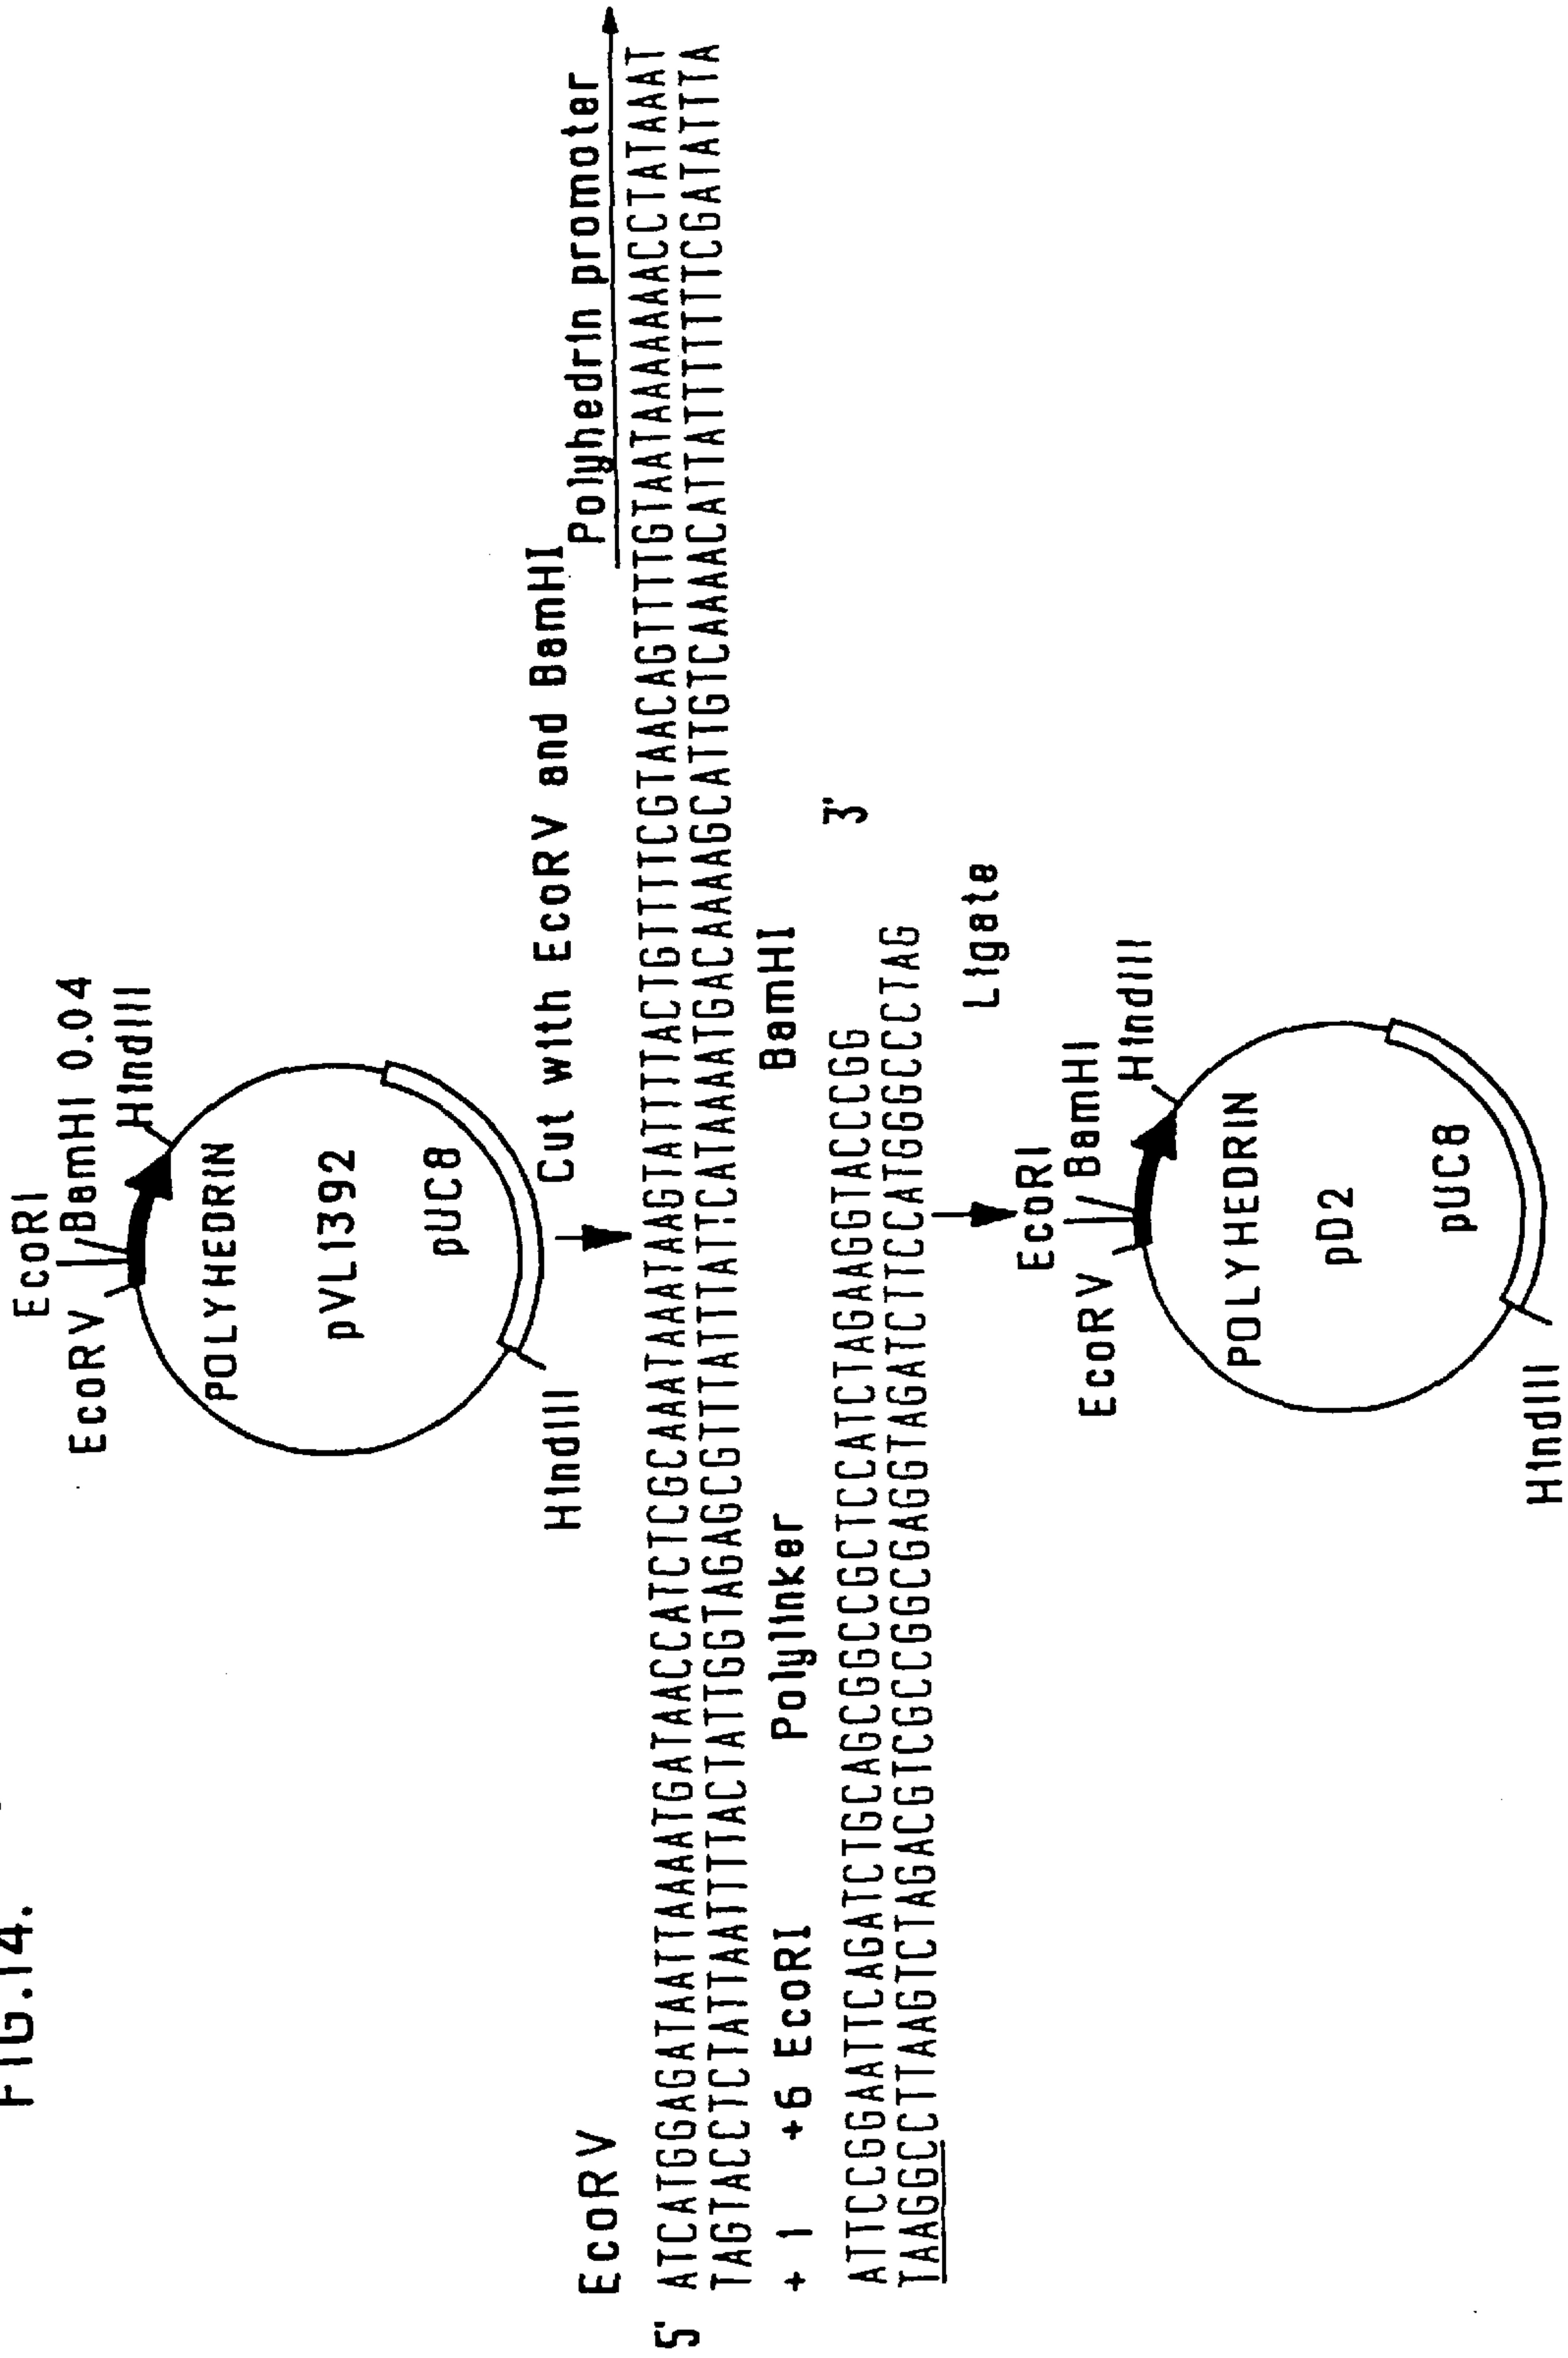 FIG.14.
EcoRI
EcoRV
BamHI 0.04
HindIII
POLYHEDRIN
pVL1392
pUC8
HindIII
Cut with EcoRV and BamHI
EcoRV
Polyhedrin promoter
5' ATCATGGAGATAATTAAAATGATAACCATCTCGCAAATAAATAAGTATTTTACTGTTTTCGTAACAGTTTTGTAATAAAAAAACCTATAAAT
TAGTACCTCTATTAATTTTACTATTGGTAGAGCGTTTATTTATTCATAAAATGACAAAAGCATTGTCAAAACATTATTTTTTTCGATATTTA
+ 1 +6 EcoRI Polylinker BamHI
3'
ATTCCGGAATTCAGATCTGCAGCGGCCGCTCCATCTAGAAGGTACCCGG
TAAGGCCTTAAGTCTAGACGTCGCCGGCGAGGTAGATCTTCCATGGGCCCTAG
Ligate
EcoRI
EcoRV
BamHI
HindIII
POLYHEDRIN
pD2
pUC8
HindIII